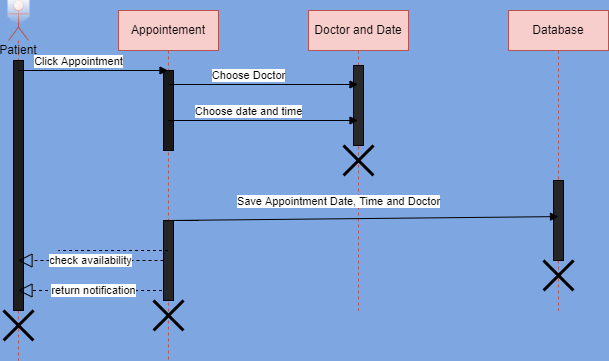 Patient
Appointement
Doctor and Date
Database
Click Appointment
Choose Doctor
Choose date and time
Save Appointment Date, Time and Doctor
check availability
return notification